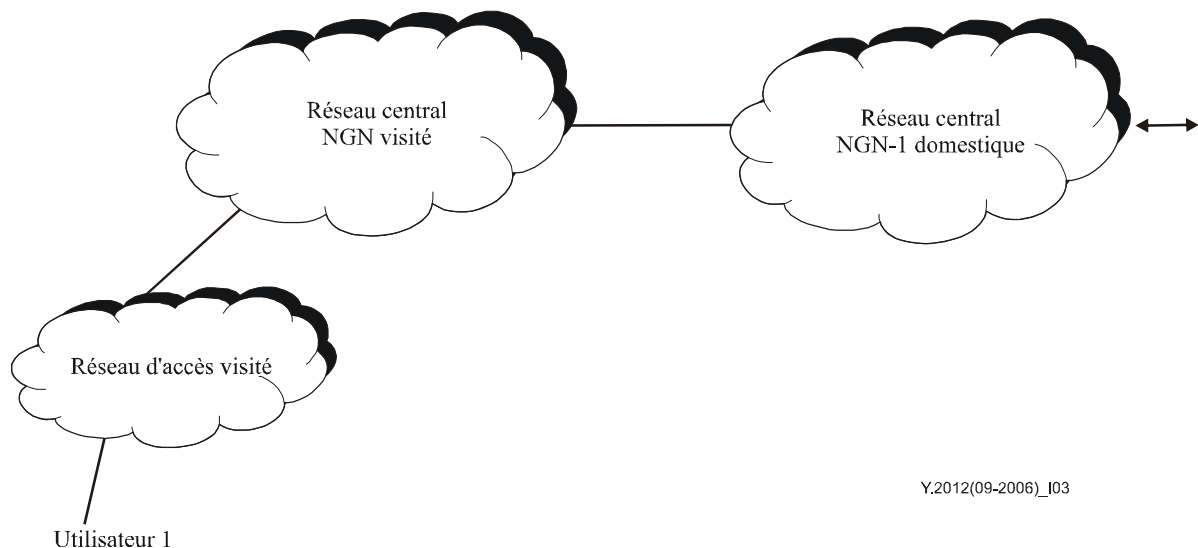 Réseau central
NGN visité
Réseau central
NGN-1 domestique
Réseau d'accès visité
Y.2012(09-2006)_I03
Utilisateur 1